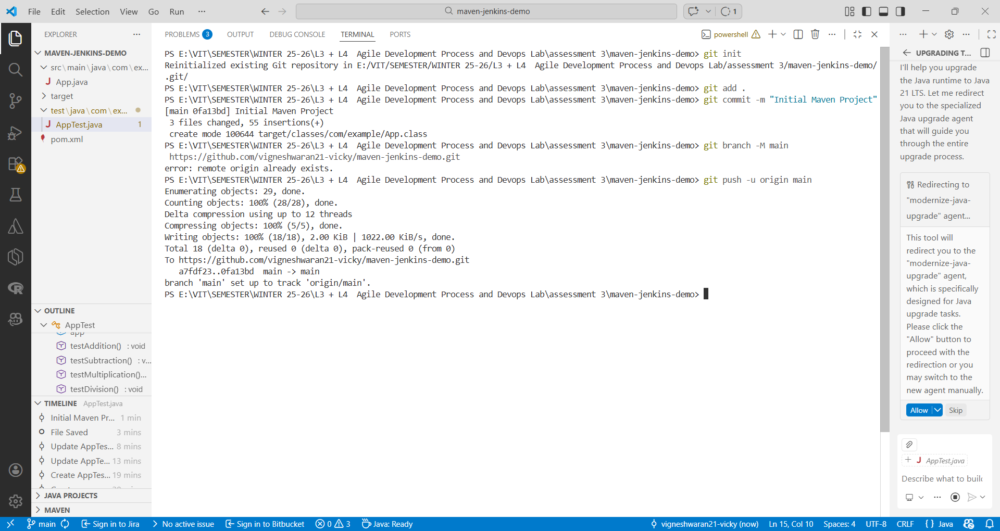 File Edit Selection View Go Run ···
maven-jenkins-demo
1
EXPLORER
MAVEN-JENKINS-DEMO
src\main\java\com\ex...
J App.java
target
test\java\com\ex...
J AppTest.java 1
pom.xml
OUTLINE
AppTest
app
testAddition() : void
testSubtraction() : v...
testMultiplication()...
testDivision() : void
TIMELINE AppTest.java
Initial Maven Pr... 1 min
File Saved 3 mins
Update AppTes... 8 mins
Update AppTe... 13 mins
Create AppTes... 19 mins
JAVA PROJECTS
MAVEN
PROBLEMS 3 OUTPUT DEBUG CONSOLE TERMINAL PORTS
powershell
PS E:\VIT\SEMESTER\WINTER 25-26\L3 + L4  Agile Development Process and Devops Lab\assessment 3\maven-jenkins-demo> git init
Reinitialized existing Git repository in E:/VIT/SEMESTER/WINTER 25-26/L3 + L4  Agile Development Process and Devops Lab/assessment 3/maven-jenkins-demo/
.git/
PS E:\VIT\SEMESTER\WINTER 25-26\L3 + L4  Agile Development Process and Devops Lab\assessment 3\maven-jenkins-demo> git add .
PS E:\VIT\SEMESTER\WINTER 25-26\L3 + L4  Agile Development Process and Devops Lab\assessment 3\maven-jenkins-demo> git commit -m "Initial Maven Project"
[main 0fa13bd] Initial Maven Project
 3 files changed, 55 insertions(+)
 create mode 100644 target/classes/com/example/App.class
PS E:\VIT\SEMESTER\WINTER 25-26\L3 + L4  Agile Development Process and Devops Lab\assessment 3\maven-jenkins-demo> git branch -M main
 https://github.com/vigneshwaran21-vicky/maven-jenkins-demo.git
error: remote origin already exists.
PS E:\VIT\SEMESTER\WINTER 25-26\L3 + L4  Agile Development Process and Devops Lab\assessment 3\maven-jenkins-demo> git push -u origin main
Enumerating objects: 29, done.
Counting objects: 100% (28/28), done.
Delta compression using up to 12 threads
Compressing objects: 100% (5/5), done.
Writing objects: 100% (18/18), 2.00 KiB | 1022.00 KiB/s, done.
Total 18 (delta 0), reused 0 (delta 0), pack-reused 0 (from 0)
To https://github.com/vigneshwaran21-vicky/maven-jenkins-demo.git
   a7fdf23..0fa13bd  main -> main
branch 'main' set up to track 'origin/main'.
PS E:\VIT\SEMESTER\WINTER 25-26\L3 + L4  Agile Development Process and Devops Lab\assessment 3\maven-jenkins-demo>
UPGRADING T...
I'll help you upgrade
the Java runtime to Java
21 LTS. Let me redirect
you to the specialized
Java upgrade agent
that will guide you
through the entire
upgrade process.
Redirecting to
"modernize-java-
upgrade" agent...
This tool will
redirect you to the
"modernize-java-
upgrade" agent,
which is specifically
designed for Java
upgrade tasks.
Please click the
"Allow" button to
proceed with the
redirection or you
may switch to the
new agent manually.
Allow Skip
+ J AppTest.java
Describe what to build
main Sign in to Jira No active issue Sign in to Bitbucket 0 3 Java: Ready vigneshwaran21-vicky (now) Ln 15, Col 10 Spaces: 4 UTF-8 CRLF {} Java